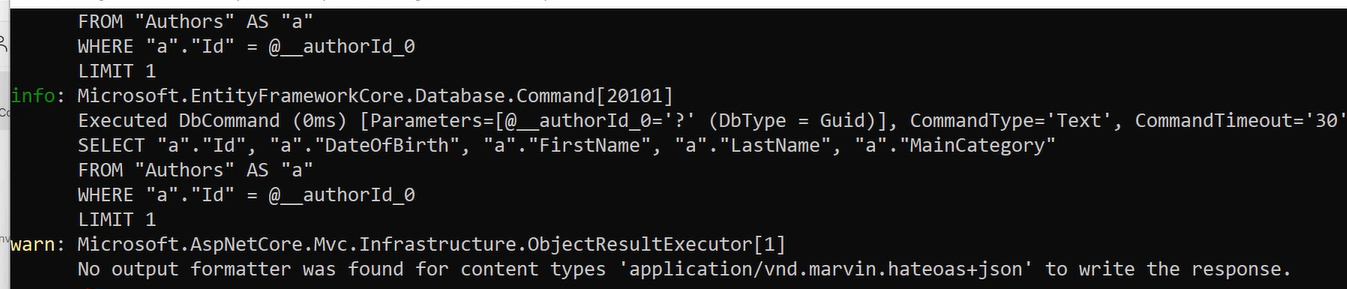 FROM "Authors" AS "a"
WHERE "a"."Id" = @__authorId_0
LIMIT 1
info: Microsoft.EntityFrameworkCore.Database.Command[20101]
Executed DbCommand (0ms) [Parameters=[@__authorId_0='?' (DbType = Guid)], CommandType='Text', CommandTimeout='30'
SELECT "a"."Id", "a"."DateOfBirth", "a"."FirstName", "a"."LastName", "a"."MainCategory"
FROM "Authors" AS "a"
WHERE "a"."Id" = @__authorId_0
LIMIT 1
warn: Microsoft.AspNetCore.Mvc.Infrastructure.ObjectResultExecutor[1]
No output formatter was found for content types 'application/vnd.marvin.hateoas+json' to write the response.